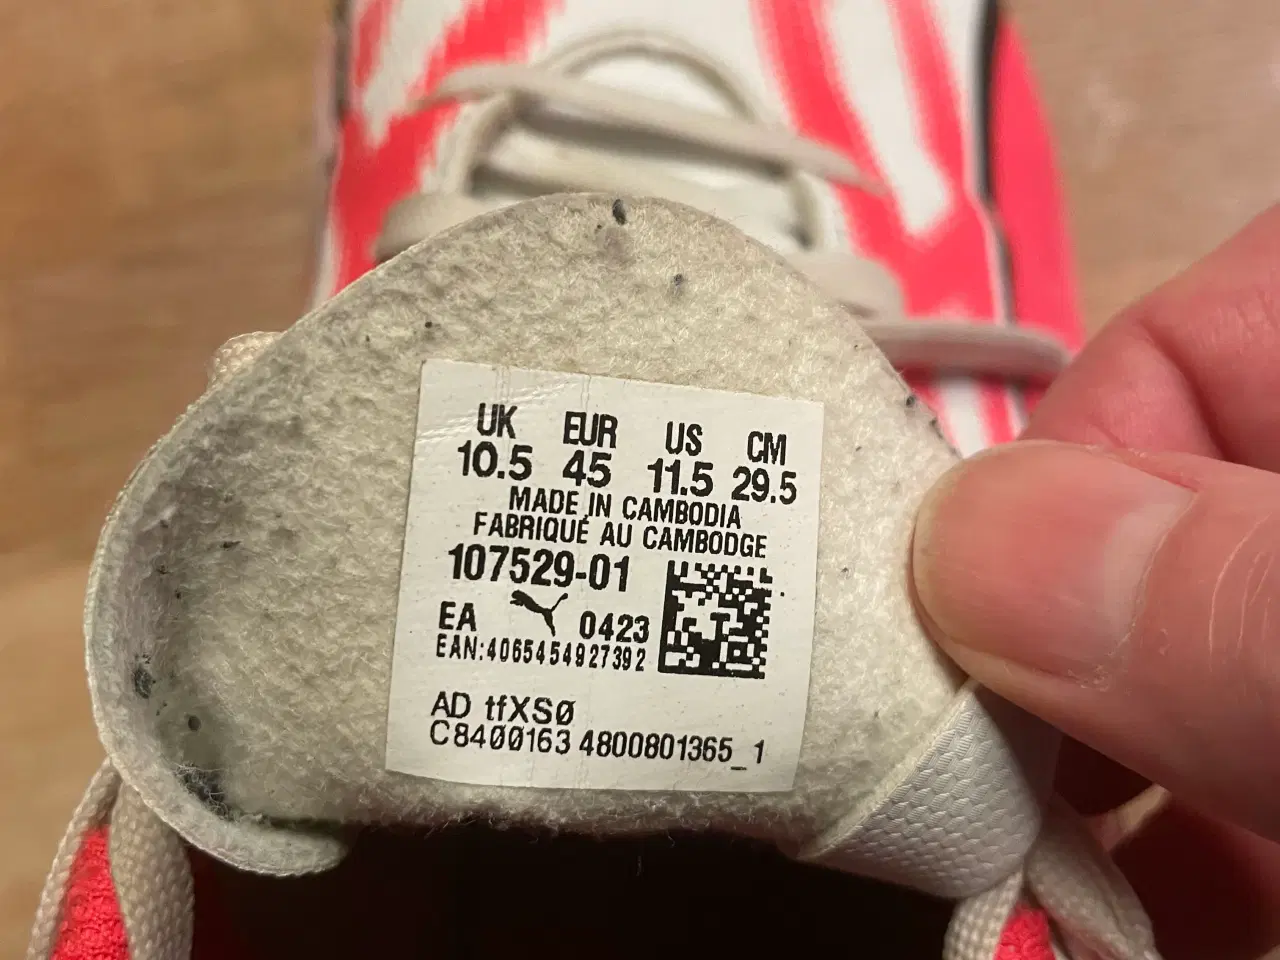 UK EUR US CM
10.5 45 11.5 29.5
MADE IN CAMBODIA
FABRIQUÉ AU CAMBODGE
107529-01
EA 0423
EAN:4065454927392
AD tfXSø
C8400163 4800801365_1